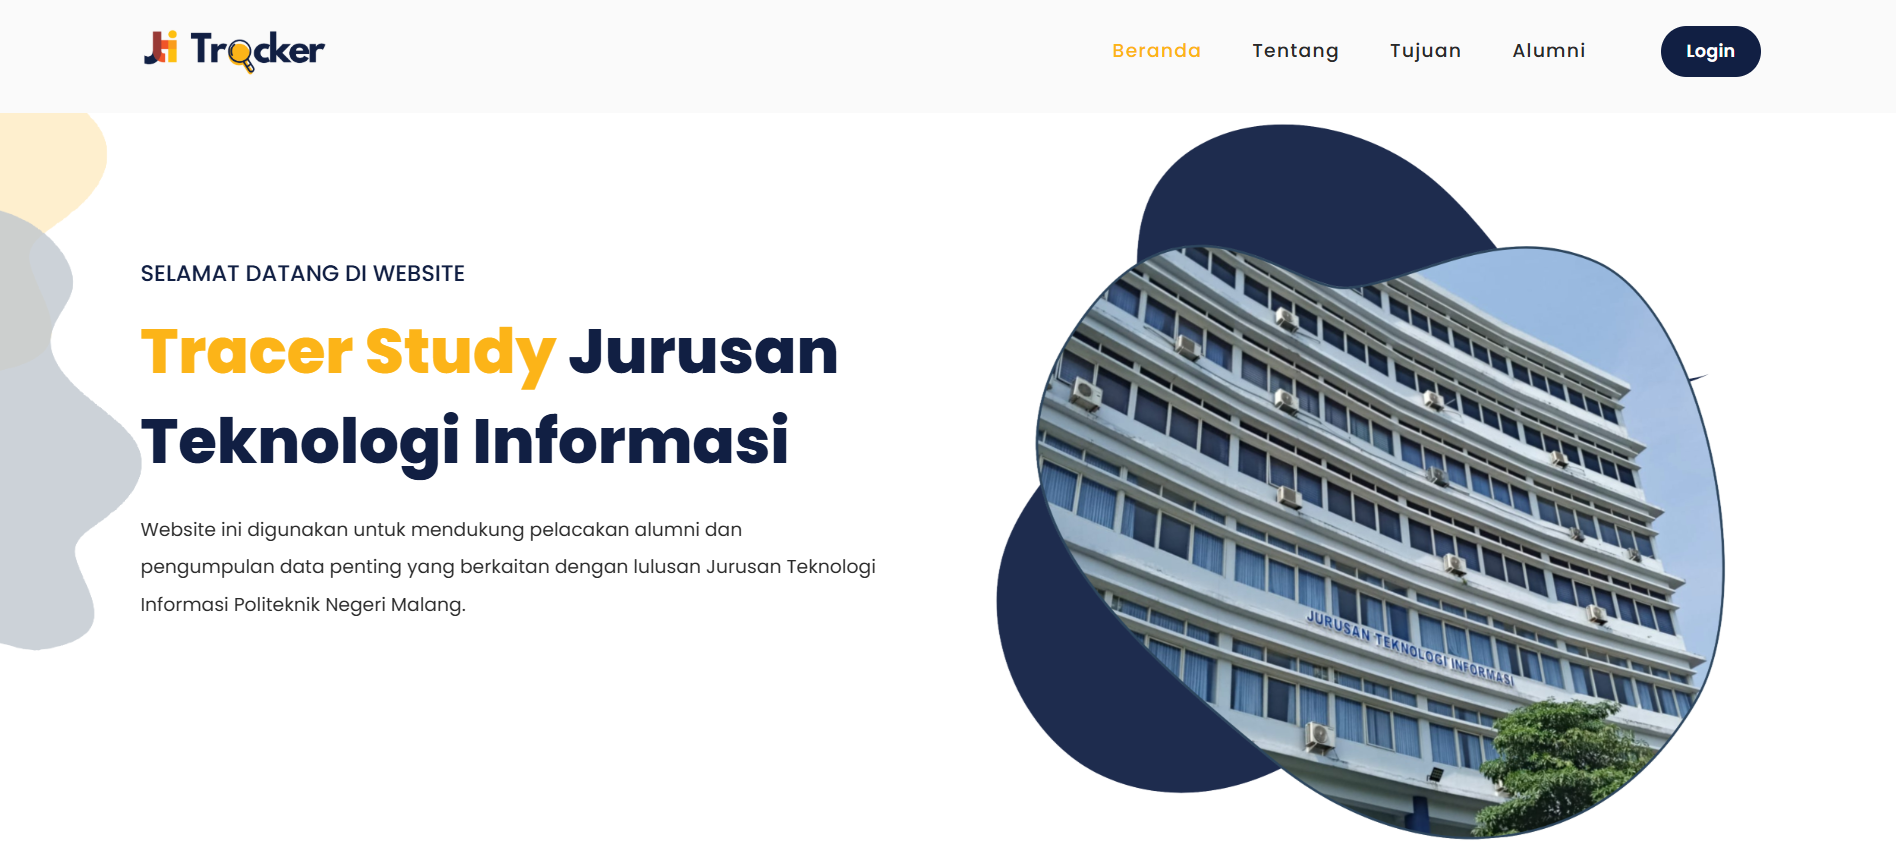 Jti Tracker
Beranda
Tentang
Tujuan
Alumni
Login
SELAMAT DATANG DI WEBSITE
Tracer Study Jurusan
Teknologi Informasi
Website ini digunakan untuk mendukung pelacakan alumni dan
pengumpulan data penting yang berkaitan dengan lulusan Jurusan Teknologi
Informasi Politeknik Negeri Malang.
JURUSAN TEKNOLOGI INFORMASI